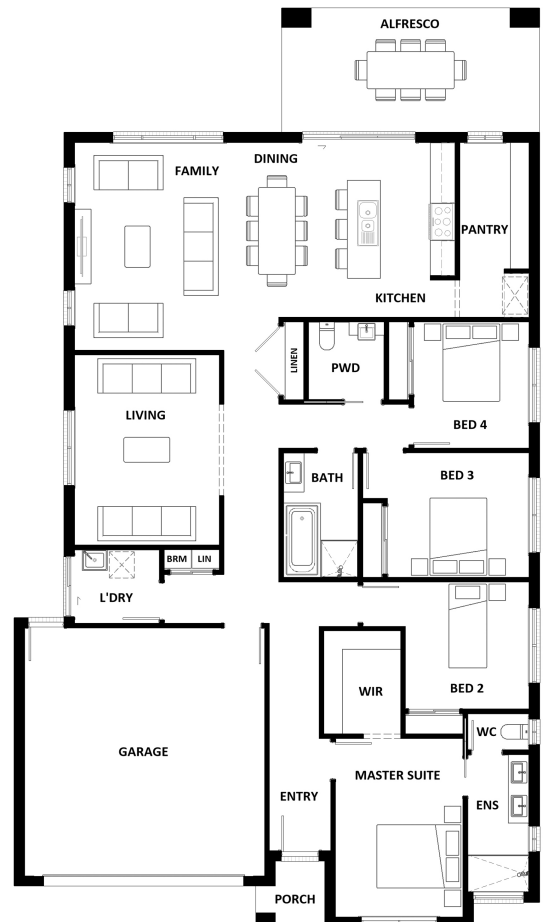 ALFRESCO
DINING
FAMILY
PANTRY
KITCHEN
LINEN
PWD
LIVING
BED 4
BATH
BED 3
BRM LIN
L'DRY
BED 2
WIR
WC
GARAGE
MASTER SUITE
ENTRY
ENS
PORCH